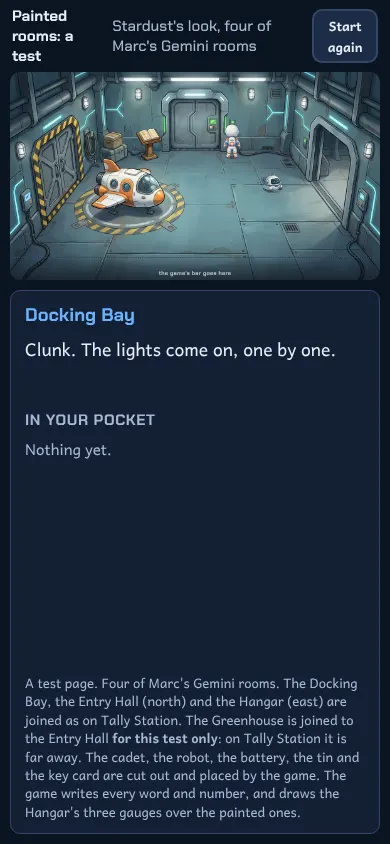 Painted
rooms: a
test
Stardust's look, four of
Marc's Gemini rooms
Start
again
the game's bar goes here
Docking Bay
Clunk. The lights come on, one by one.
IN YOUR POCKET
Nothing yet.
A test page. Four of Marc's Gemini rooms. The Docking
Bay, the Entry Hall (north) and the Hangar (east) are
joined as on Tally Station. The Greenhouse is joined to
the Entry Hall for this test only: on Tally Station it is
far away. The cadet, the robot, the battery, the tin and
the key card are cut out and placed by the game. The
game writes every word and number, and draws the
Hangar's three gauges over the painted ones.